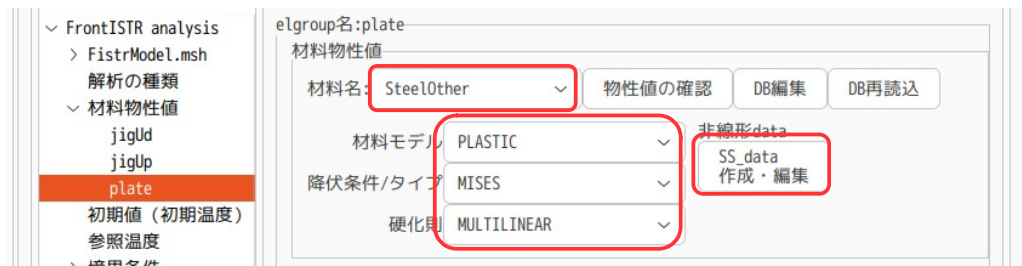 FrontISTR analysis
FistrModel.msh
解析の種類
材料物性値
jigUd
jigUp
plate
初期値（初期温度）
参照温度
境界条件
elgroup名:plate
材料物性値
材料名: SteelOther 物性値の確認 DB編集 DB再読込
材料モデル PLASTIC
降伏条件/タイプ MISES
硬化則 MULTILINEAR
非線形data
SS_data
作成・編集